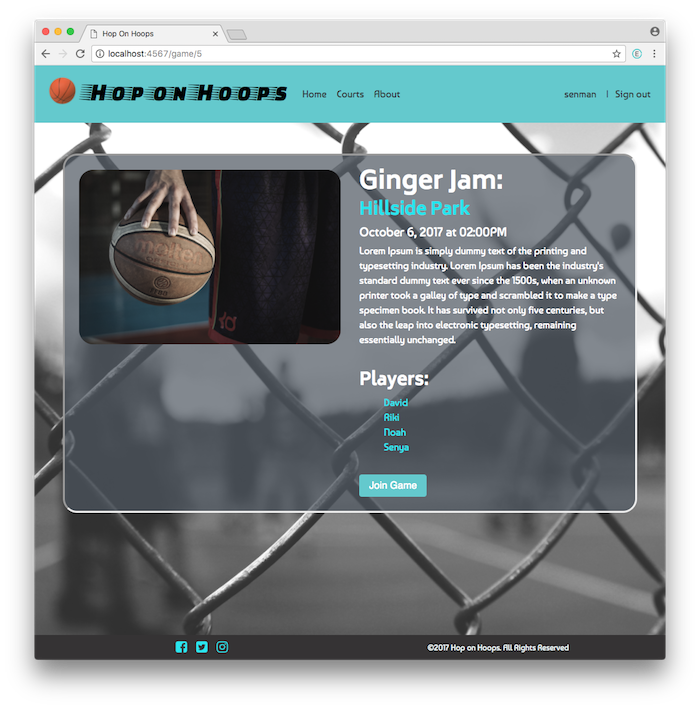 Hop On Hoops
localhost:4567/game/5
HOP ON HOOPS
Home Courts About
senman | Sign out
Ginger Jam:
Hillside Park
October 6, 2017 at 02:00PM
Lorem Ipsum is simply dummy text of the printing and
typesetting industry. Lorem Ipsum has been the industry's
standard dummy text ever since the 1500s, when an unknown
printer took a galley of type and scrambled it to make a type
specimen book. It has survived not only five centuries, but
also the leap into electronic typesetting, remaining
essentially unchanged.
Players:
David
Riki
Noah
Senya
Join Game
©2017 Hop on Hoops. All Rights Reserved